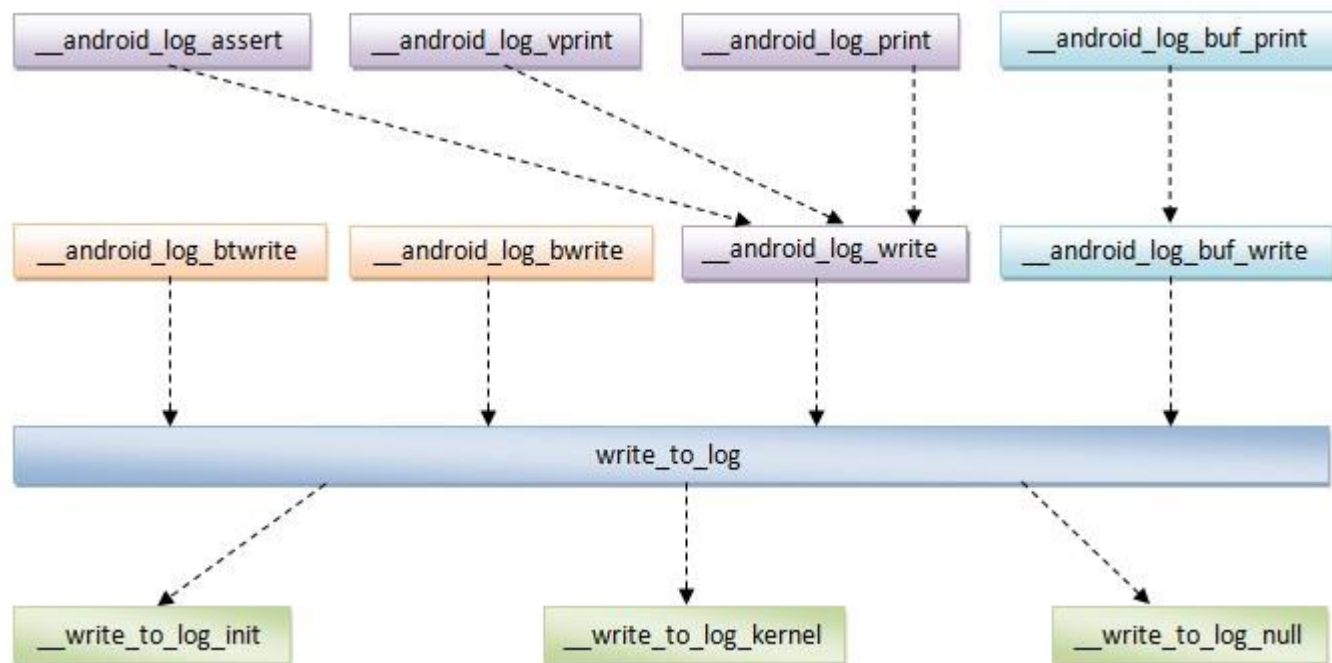 __android_log_assert
__android_log_vprint
__android_log_print
__android_log_buf_print
__android_log_btwrite
__android_log_bwrite
__android_log_write
__android_log_buf_write
write_to_log
__write_to_log_init
__write_to_log_kernel
__write_to_log_null